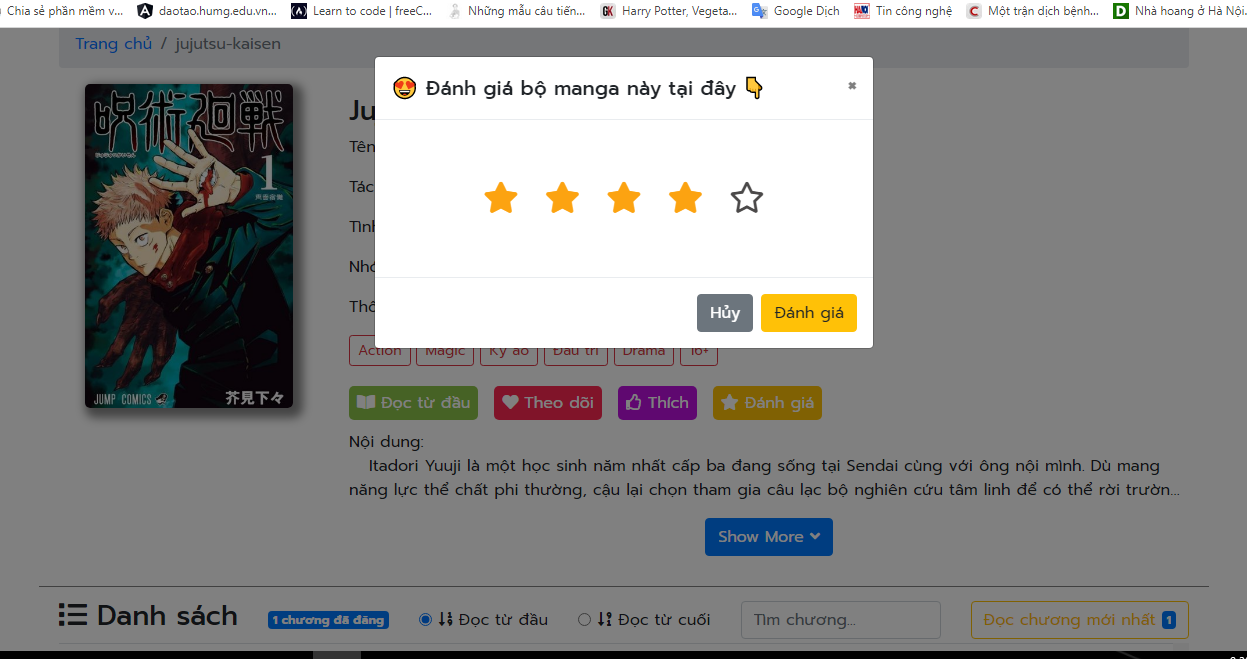 Chia sẻ phần mềm v... daotao.humg.edu.vn... Learn to code | freeC... Những mẫu câu tiến... Harry Potter, Vegeta... Google Dịch Tin công nghệ Một trận dịch bệnh... Nhà hoang ở Hà Nội.
Trang chủ / jujutsu-kaisen
Đánh giá bộ manga này tại đây
×
呪術廻戦
1
JUMP COMICS
芥見下々
Ju
Tên
Tác
Nhó
Hủy Đánh giá
Action Magic Kỳ ảo Đấu trí Drama 16+
Đọc từ đầu Theo dõi Thích Đánh giá
Nội dung:
Itadori Yuuji là một học sinh năm nhất cấp ba đang sống tại Sendai cùng với ông nội mình. Dù mang
năng lực thể chất phi thường, cậu lại chọn tham gia câu lạc bộ nghiên cứu tâm linh để có thể rời trườn...
Show More
Danh sách 1 chương đã đăng Đọc từ đầu Đọc từ cuối Tìm chương... Đọc chương mới nhất 1